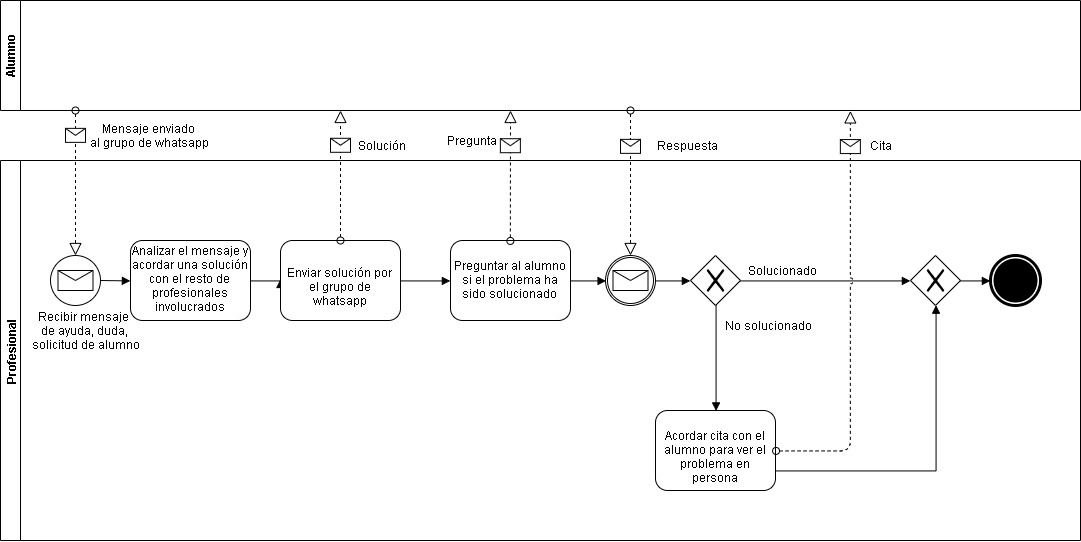 Alumno
Mensaje enviado
al grupo de whatsapp
Solución
Pregunta
Respuesta
Cita
Profesional
Recibir mensaje
de ayuda, duda,
solicitud de alumno
Analizar el mensaje y
acordar una solución
con el resto de
profesionales
involucrados
Enviar solución por
el grupo de
whatsapp
Preguntar al alumno
si el problema ha
sido solucionado
Solucionado
No solucionado
Acordar cita con el
alumno para ver el
problema en
persona